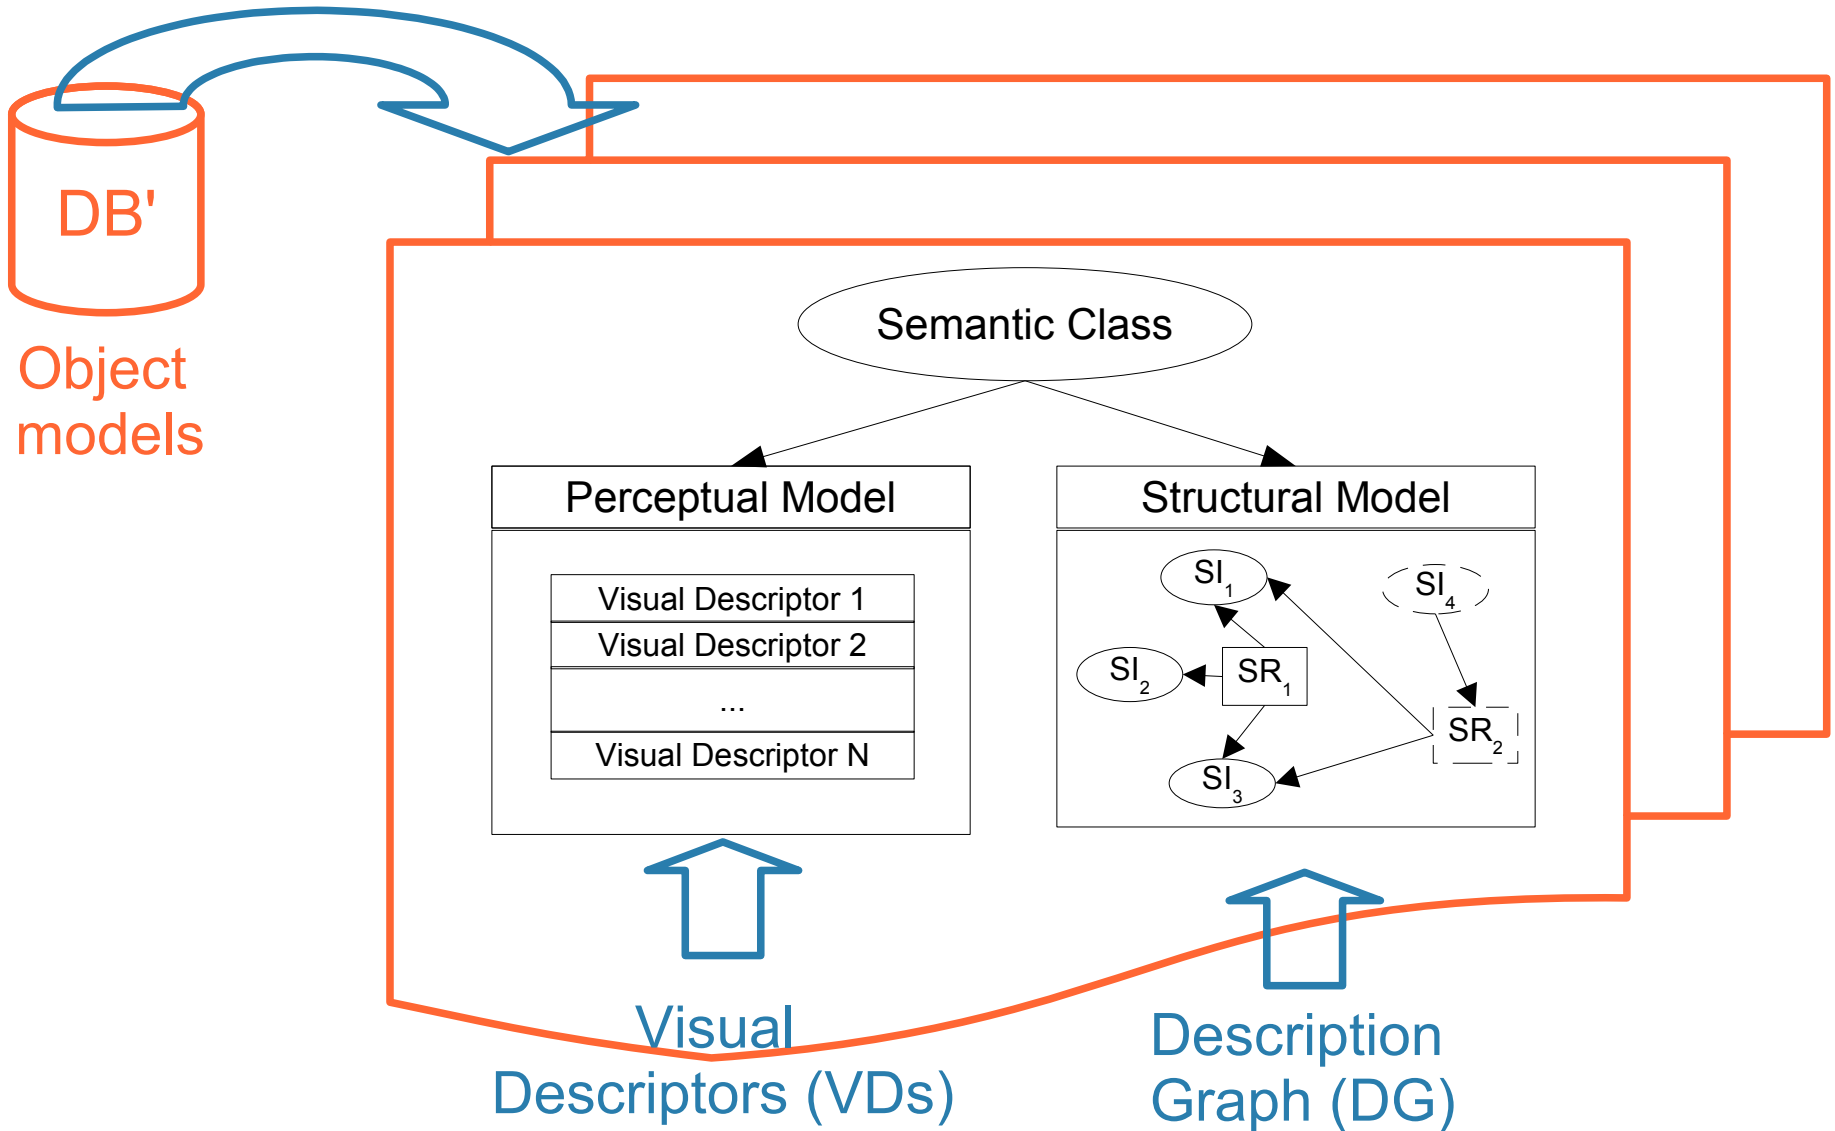 DB'
Object
models
Semantic Class
Perceptual Model
Visual Descriptor 1
Visual Descriptor 2
...
Visual Descriptor N
Structural Model
SI1
SI4
SI2
SR1
SR2
SI3
Visual
Descriptors (VDs)
Description
Graph (DG)